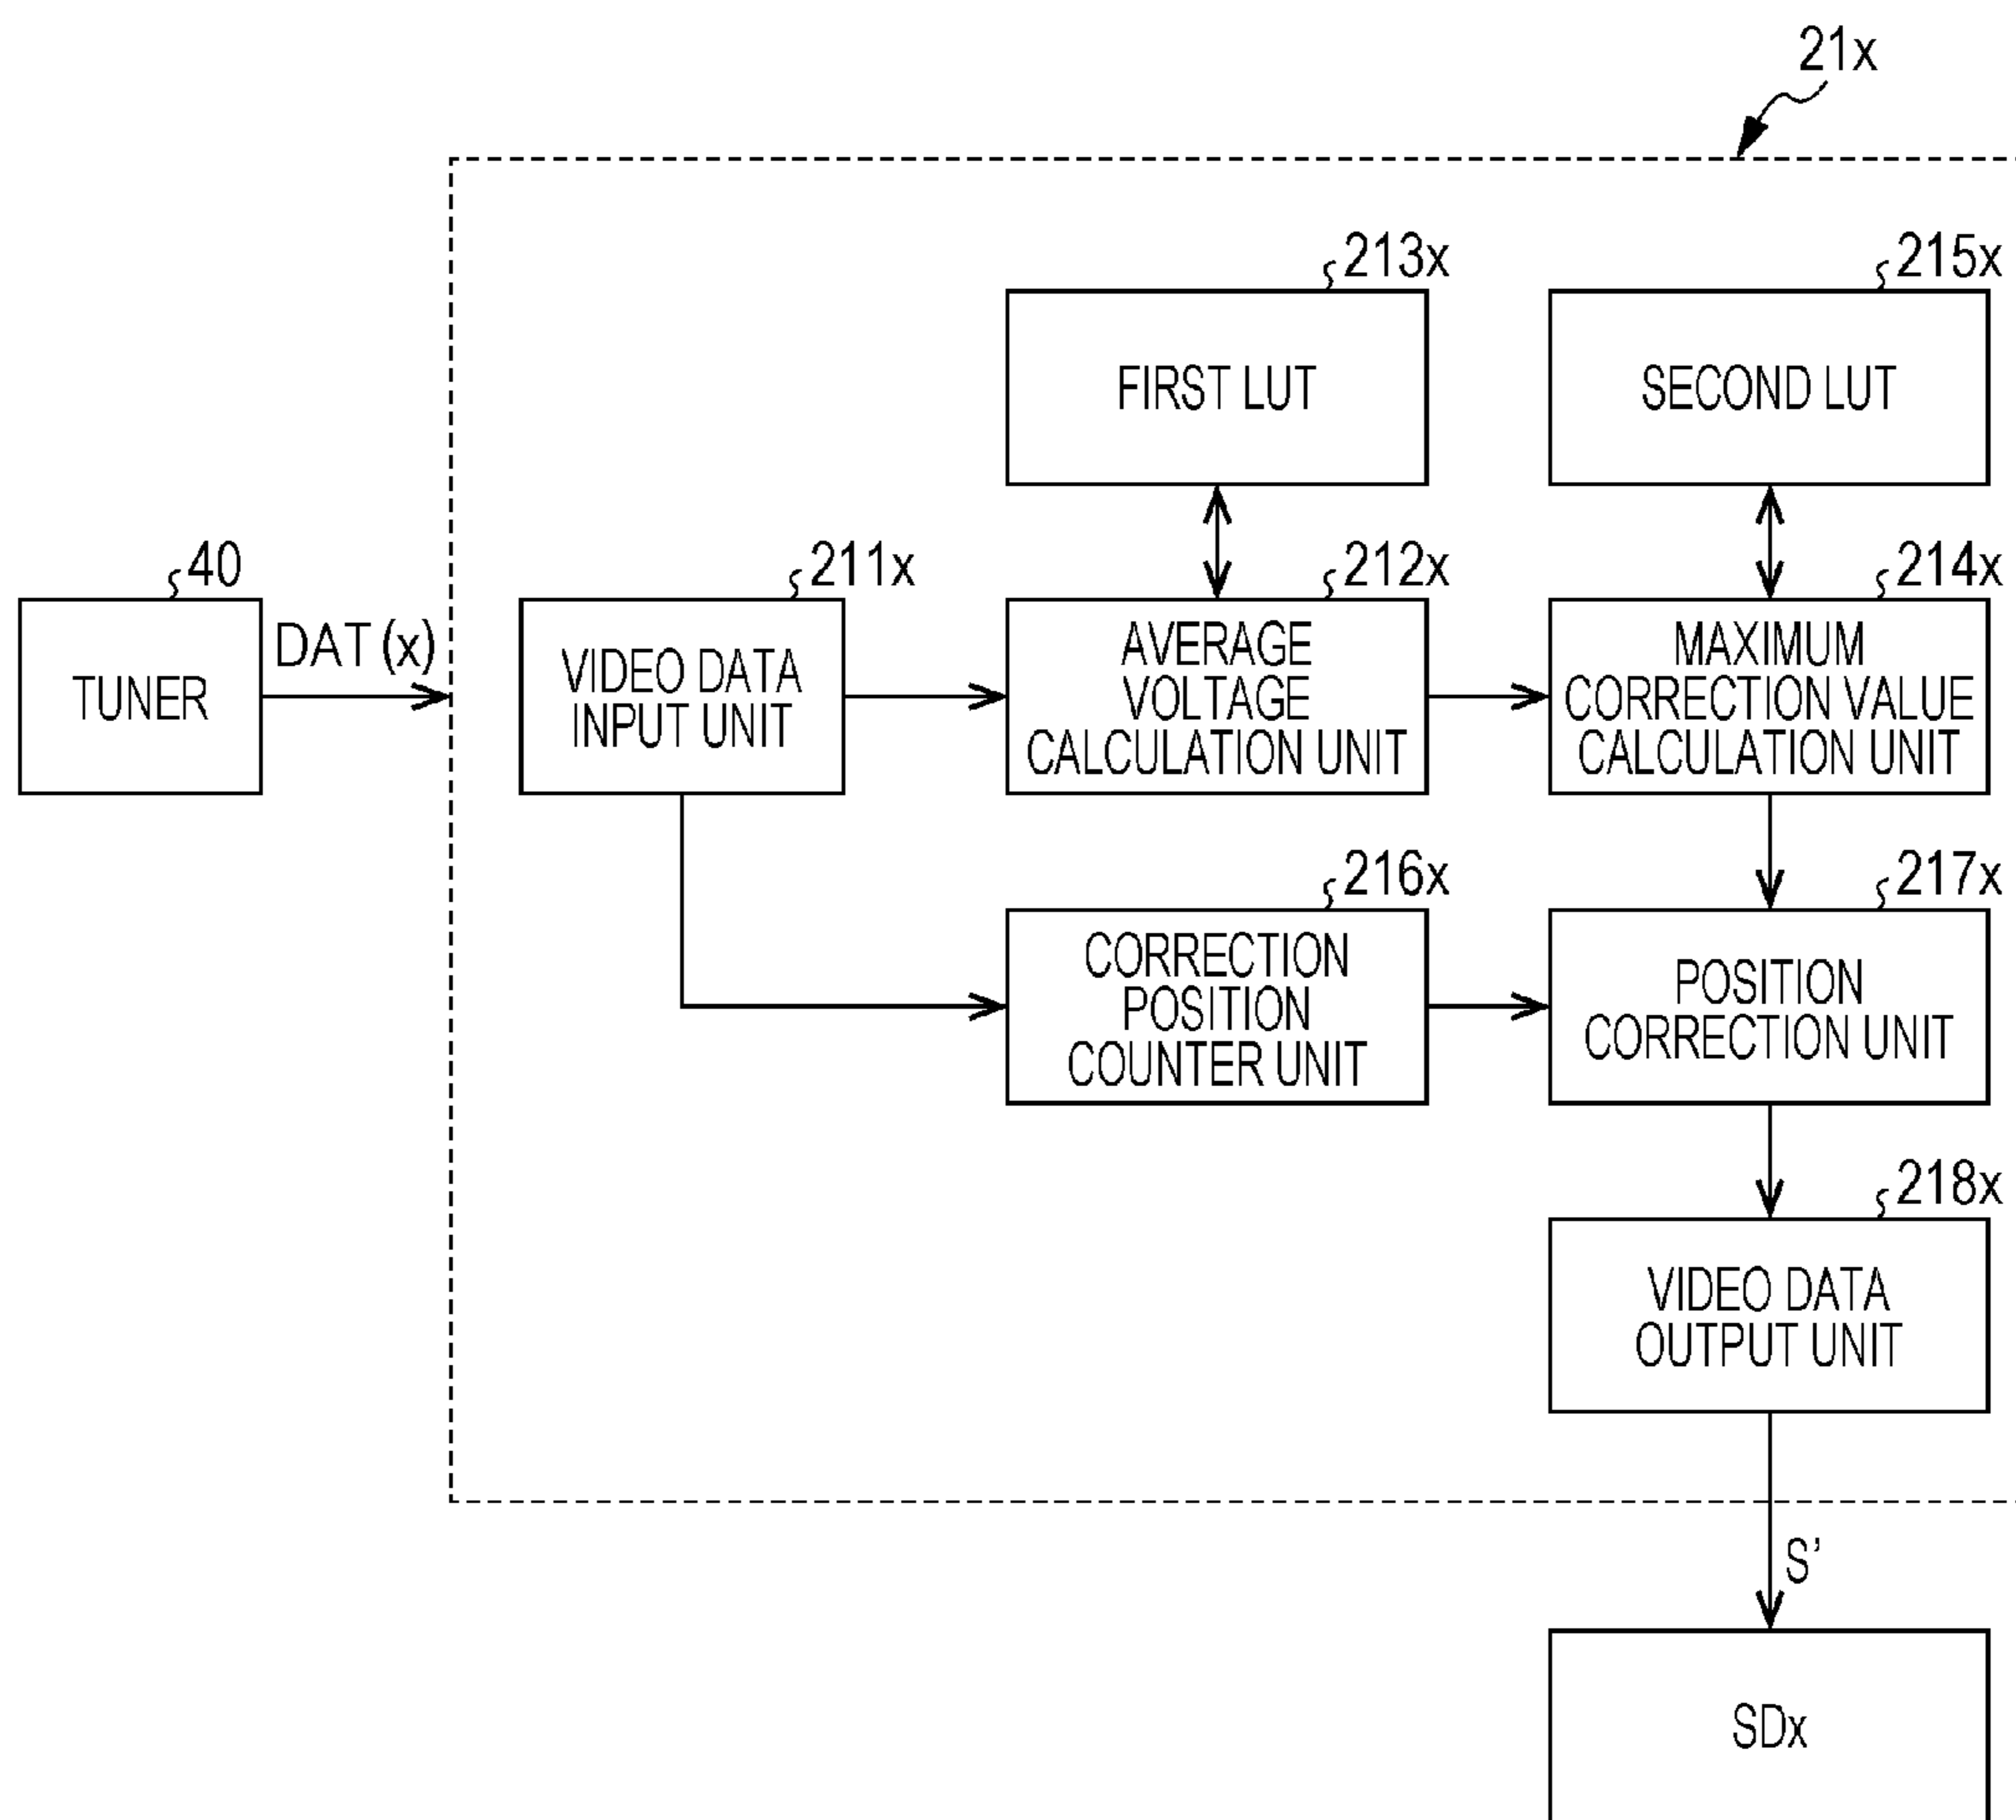 21x
213x
215x
FIRST LUT
SECOND LUT
40
211x
212x
214x
DAT (x)
TUNER
VIDEO DATA
INPUT UNIT
AVERAGE
VOLTAGE
CALCULATION UNIT
MAXIMUM
CORRECTION VALUE
CALCULATION UNIT
216x
217x
CORRECTION
POSITION
COUNTER UNIT
POSITION
CORRECTION UNIT
218x
VIDEO DATA
OUTPUT UNIT
S'
SDx